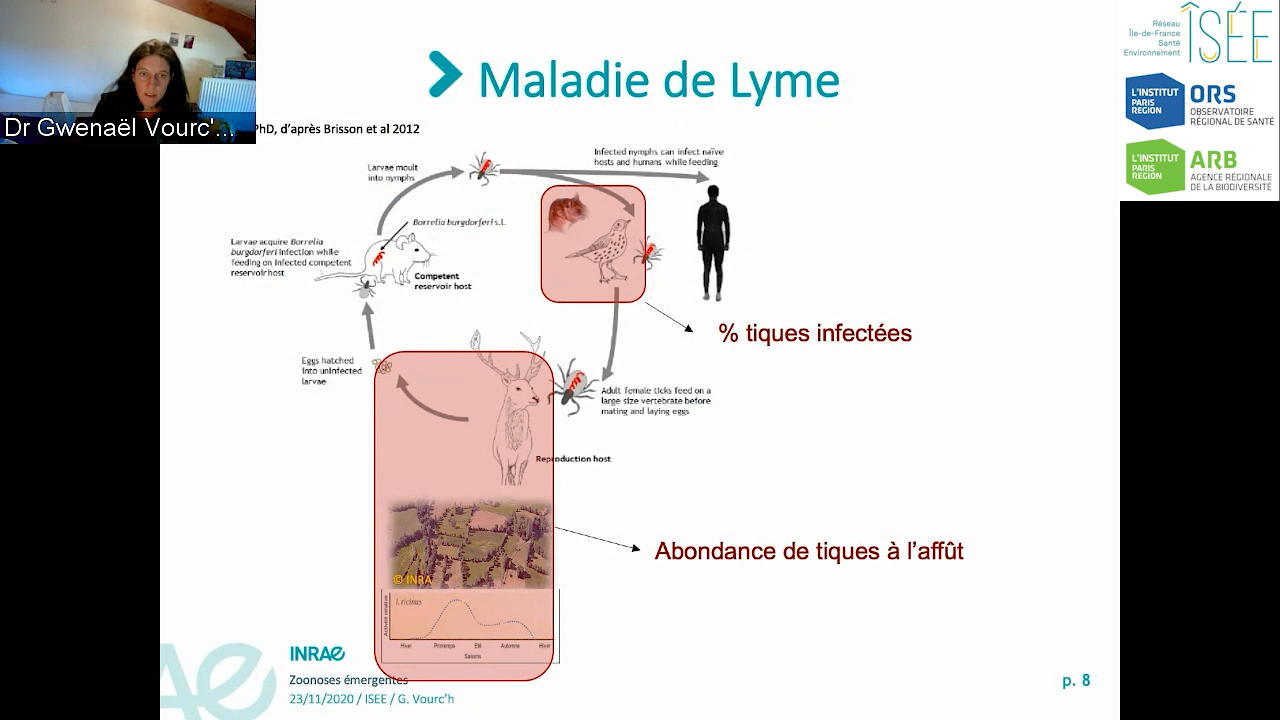 Maladie de Lyme
Réseau
Île-de-France
Santé
Environnement
ÎSÉE
L'INSTITUT
PARIS
REGION
ORS
OBSERVATOIRE
RÉGIONAL DE SANTÉ
L'INSTITUT
PARIS
REGION
ARB
AGENCE RÉGIONALE
DE LA BIODIVERSITÉ
Dr Gwenaël Vourc'...
PhD, d'après Brisson et al 2012
Larvae moult
into nymphs
Infected nymphs can infect naïve
hosts and humans while feeding
Borrelia burgdorferi s.l.
Larvae acquire Borrelia
burgdorferi infection while
feeding on infected competent
reservoir host
Competent
reservoir host
% tiques infectées
Eggs hatched
into uninfected
larvae
Adult female ticks feed on a
large size vertebrate before
mating and laying eggs
Reproduction host
Abondance de tiques à l'affût
© INRA
I. ricinus
Activité relative
Hiver Printemps Eté Automne Hiver
Saisons
INRAE
Zoonoses émergentes
23/11/2020 / ISEE / G. Vourc'h
p. 8